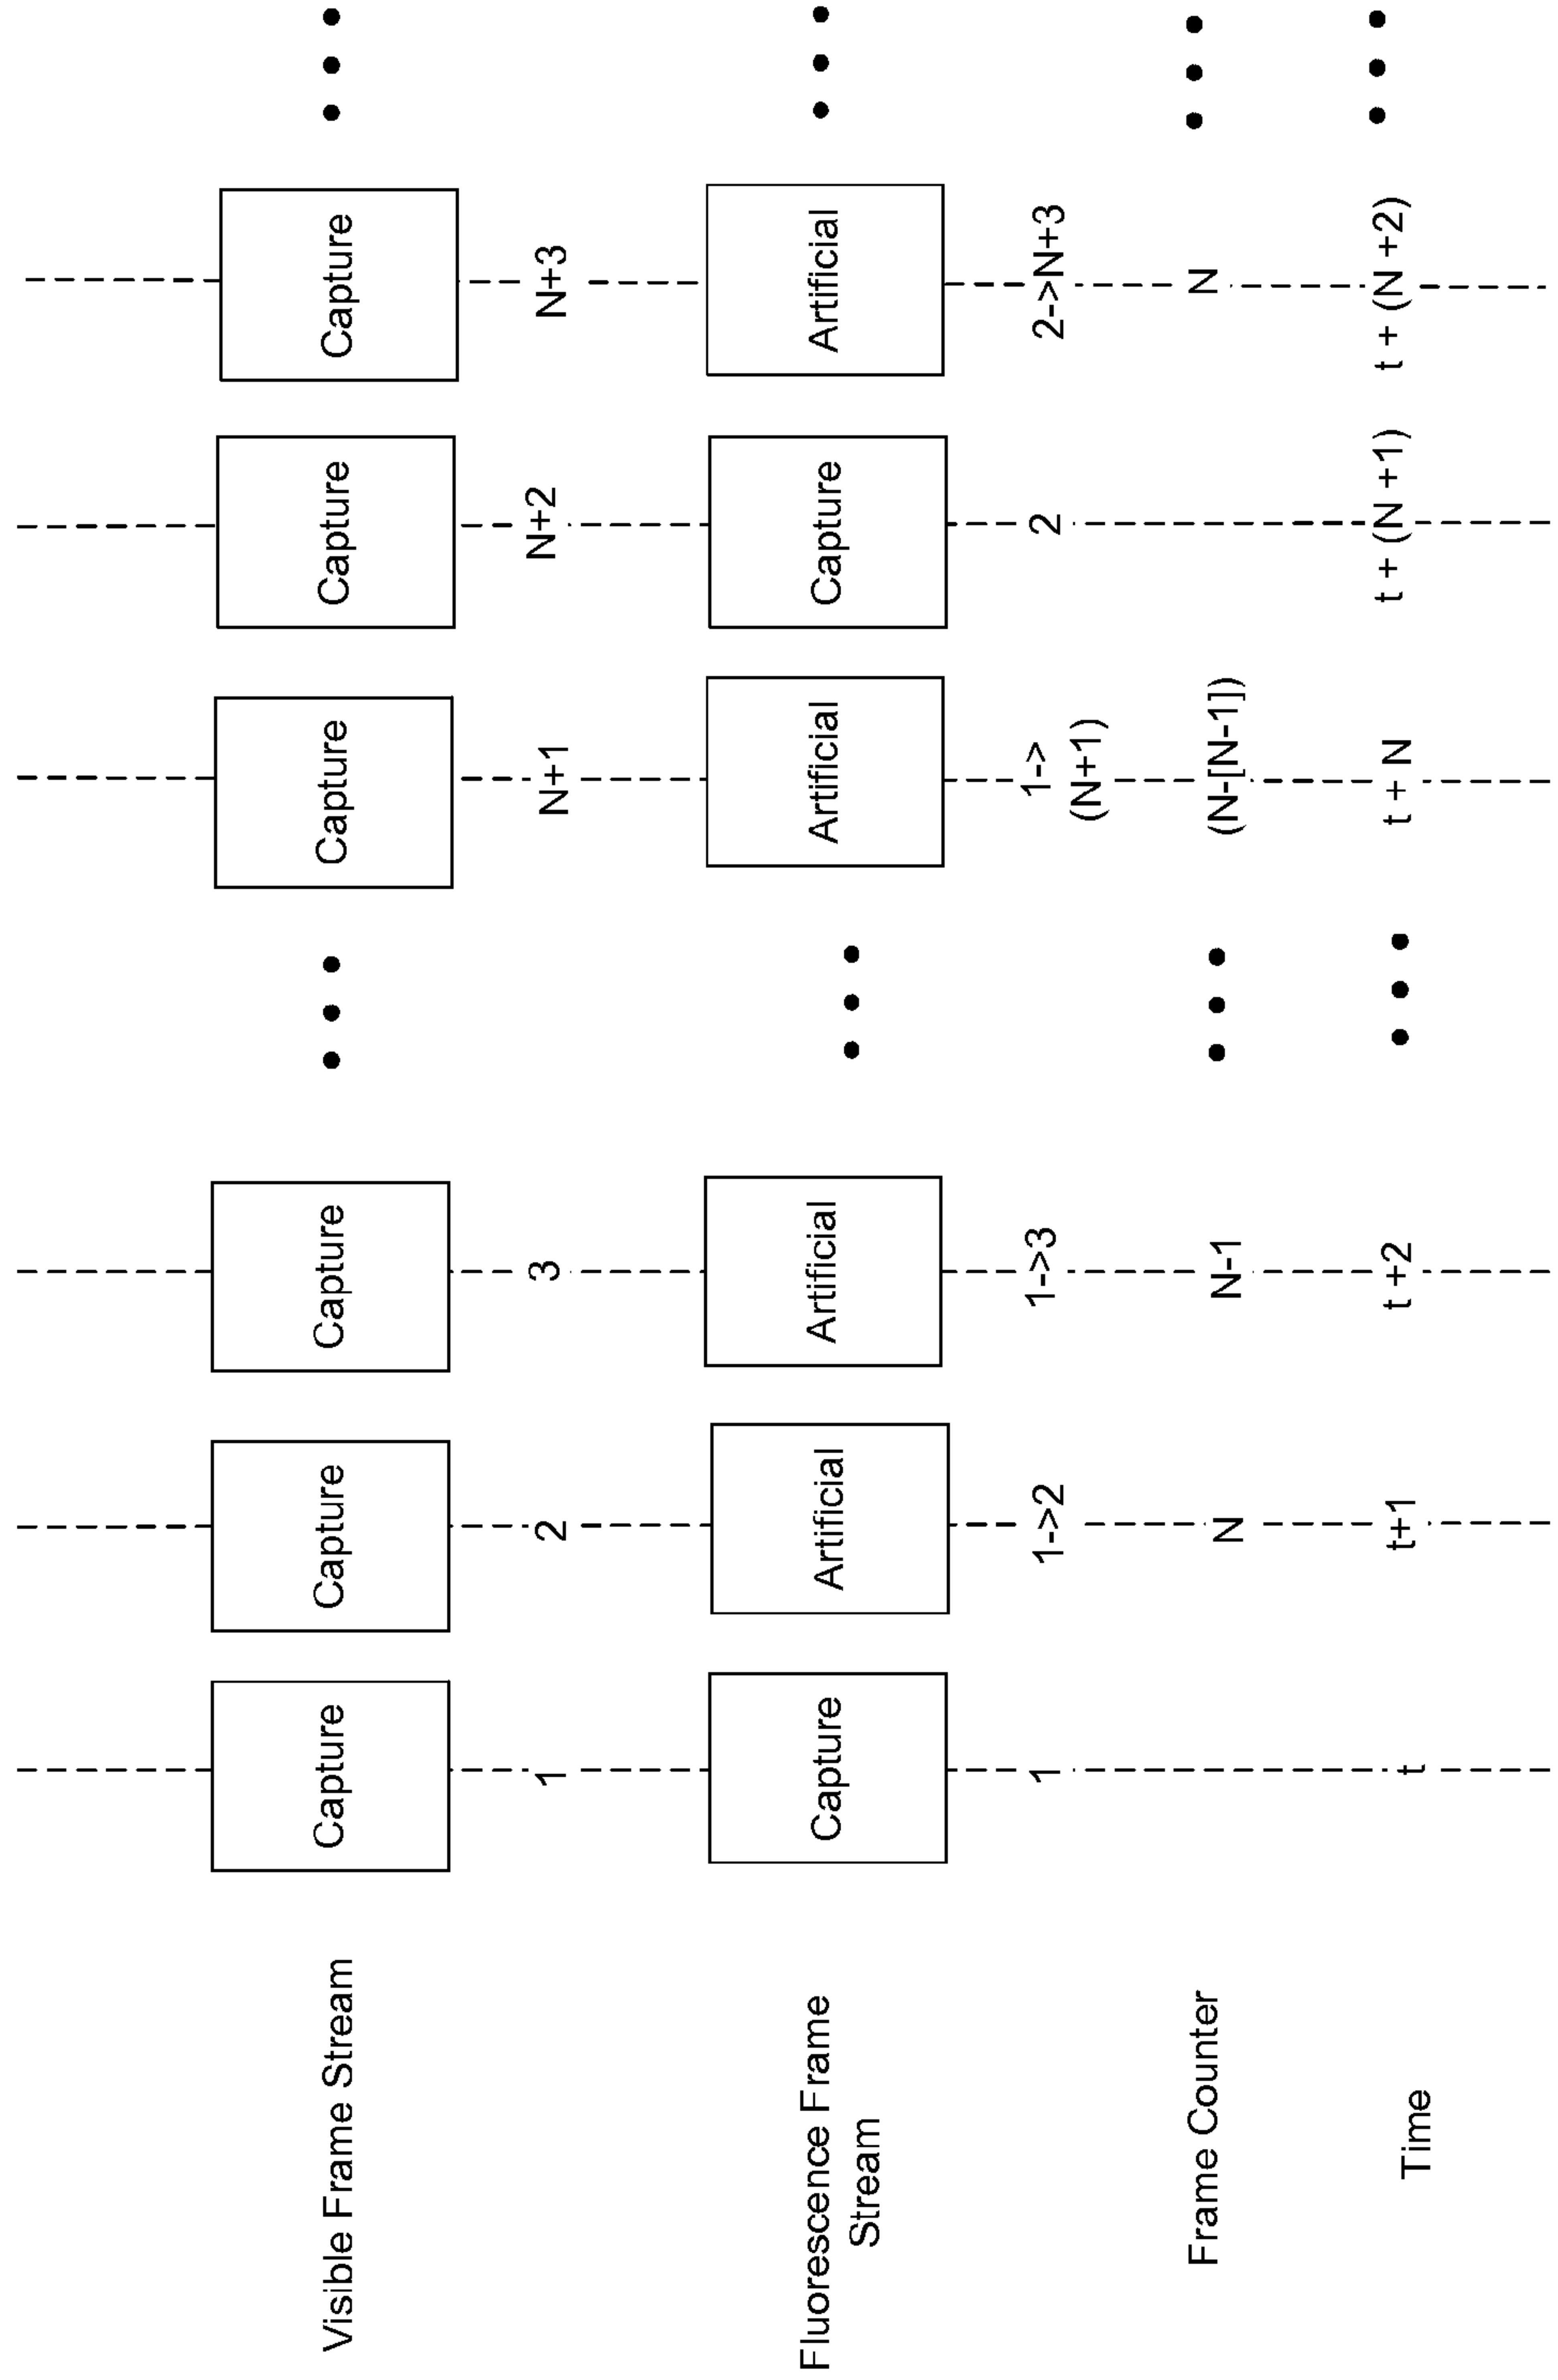 Visible Frame Stream
Capture
Capture
Capture
Capture
Capture
Capture
1
2
3
N+1
N+2
N+3
Fluorescence Frame
Stream
Capture
Artificial
Artificial
Artificial
Capture
Artificial
1
1->2
1->3
1->
(N+1)
2
2->N+3
Frame Counter
N
N-1
(N-[N-1])
N
Time
t
t+1
t +2
t + N
t + (N +1)
t + (N +2)